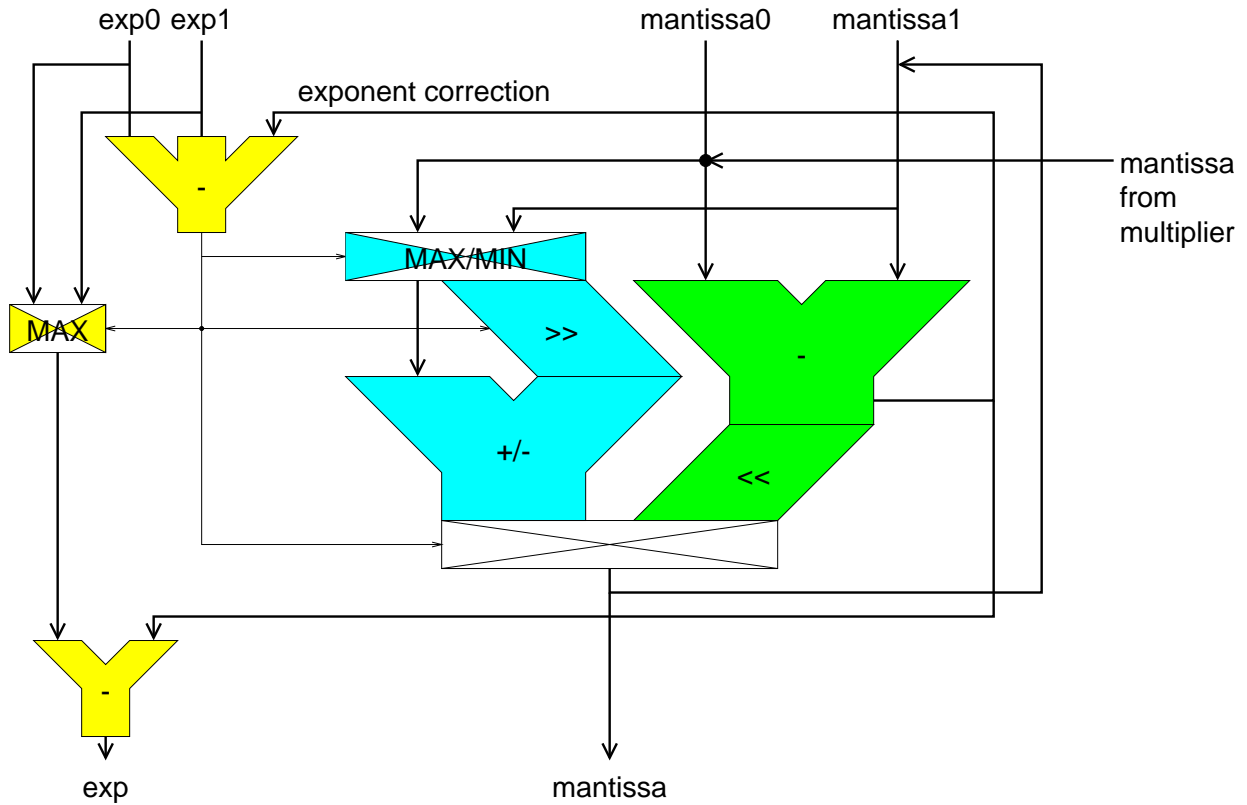 exp0 exp1 mantissa0 mantissa1
exponent correction
mantissa
from
multiplier
-
MAX/MIN
MAX
>>
-
+/-
<<
-
exp
mantissa